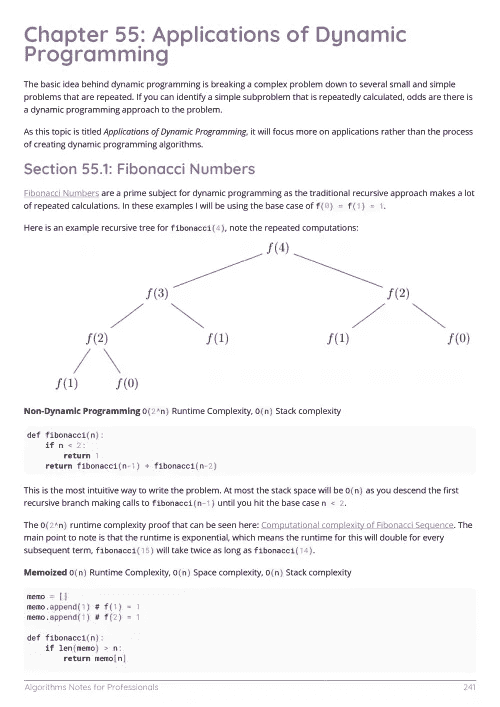 Chapter 55: Applications of Dynamic
Programming
The basic idea behind dynamic programming is breaking a complex problem down to several small and simple
problems that are repeated. If you can identify a simple subproblem that is repeatedly calculated, odds are there is
a dynamic programming approach to the problem.
As this topic is titled Applications of Dynamic Programming, it will focus more on applications rather than the process
of creating dynamic programming algorithms.
Section 55.1: Fibonacci Numbers
Fibonacci Numbers are a prime subject for dynamic programming as the traditional recursive approach makes a lot
of repeated calculations. In these examples I will be using the base case of f(0) = f(1) = 1.
Here is an example recursive tree for fibonacci(4), note the repeated computations:
f(4)
f(3) f(2)
f(2) f(1) f(1) f(0)
f(1) f(0)
Non-Dynamic Programming O(2^n) Runtime Complexity, O(n) Stack complexity
def fibonacci(n):
    if n < 2:
        return 1
    return fibonacci(n-1) + fibonacci(n-2)
This is the most intuitive way to write the problem. At most the stack space will be O(n) as you descend the first
recursive branch making calls to fibonacci(n-1) until you hit the base case n < 2.
The O(2^n) runtime complexity proof that can be seen here: Computational complexity of Fibonacci Sequence. The
main point to note is that the runtime is exponential, which means the runtime for this will double for every
subsequent term, fibonacci(15) will take twice as long as fibonacci(14).
Memoized O(n) Runtime Complexity, O(n) Space complexity, O(n) Stack complexity
memo = []
memo.append(1) # f(1) = 1
memo.append(1) # f(2) = 1
def fibonacci(n):
    if len(memo) > n:
        return memo[n]
Algorithms Notes for Professionals 241